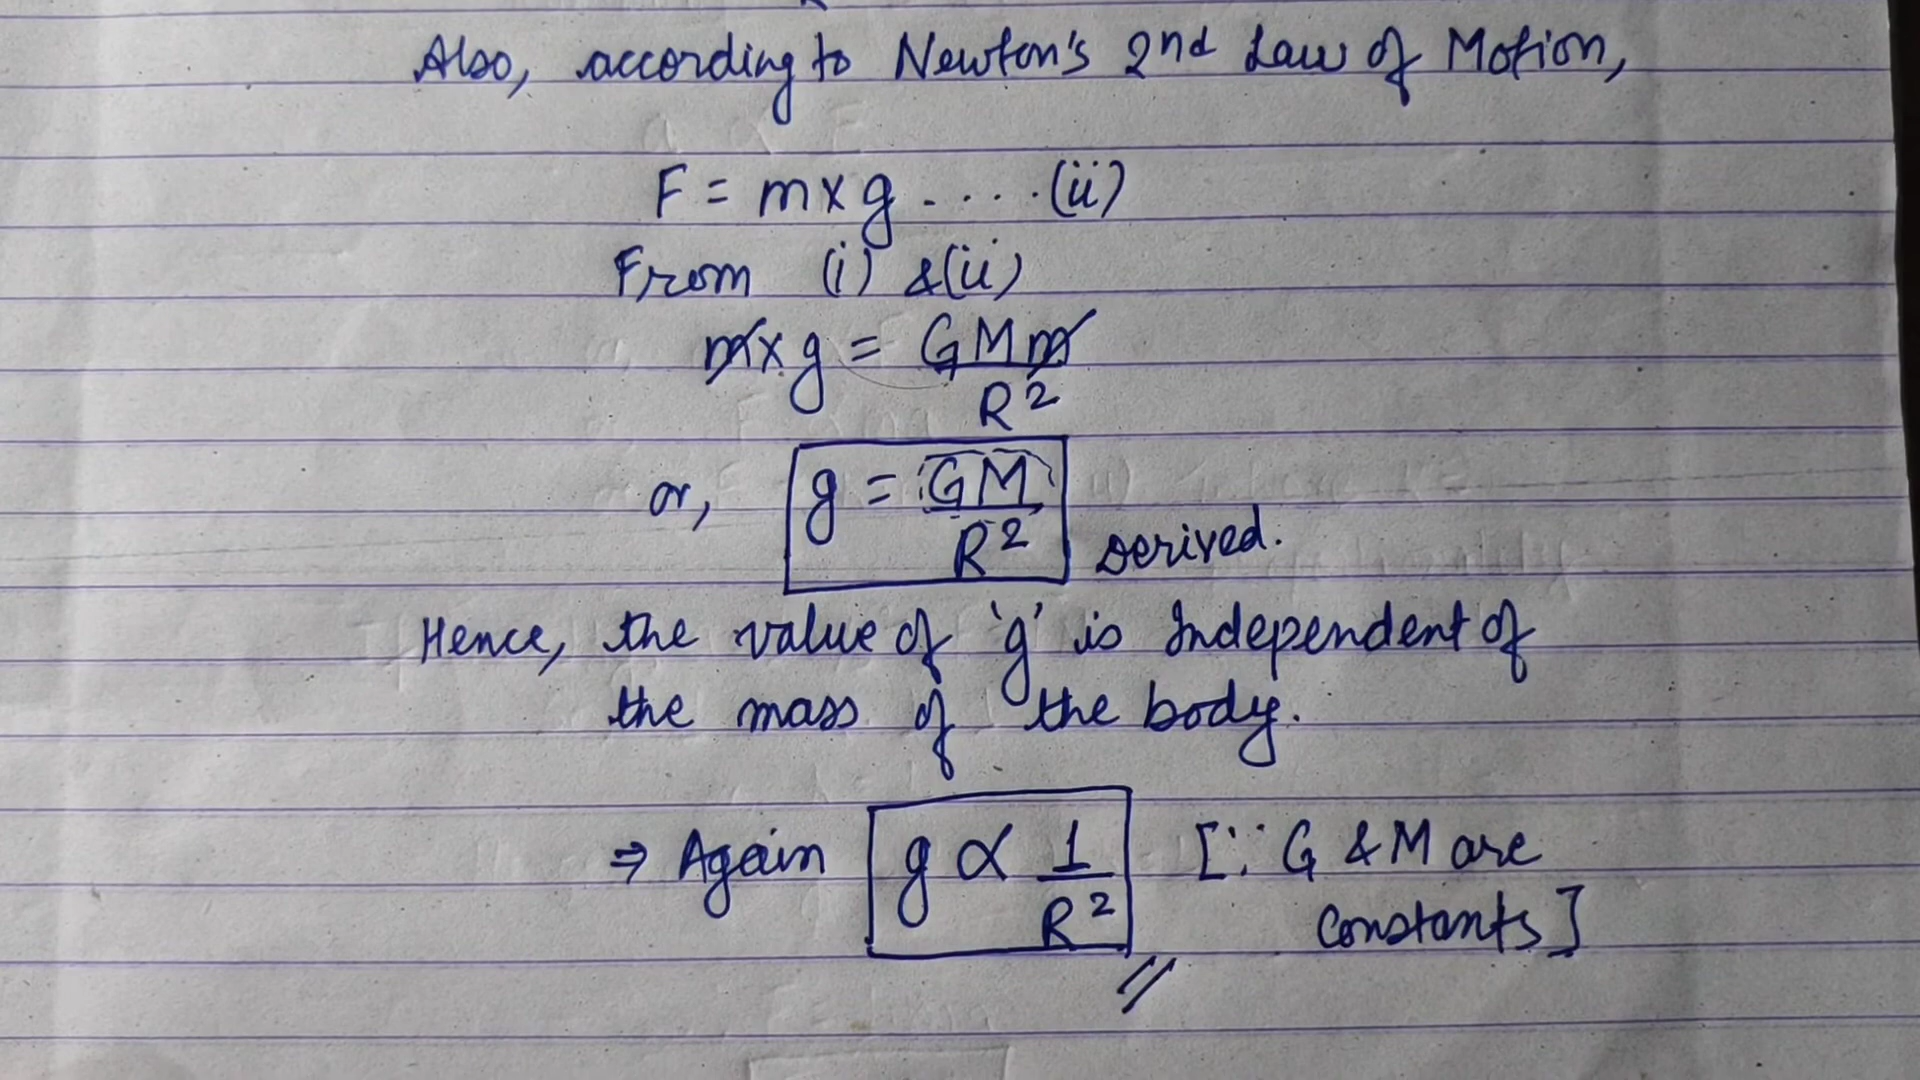 Also, according to Newton's 2nd Law of Motion,
F = m x g . . . . . (ii)
From (i) & (ii)
m x g = GMm
R²
or, g = GM
R² Derived.
Hence, the value of 'g' is Independent of
the mass of the body.
⇒ Again g ∝ 1 [∵ G & M are
R² constants]